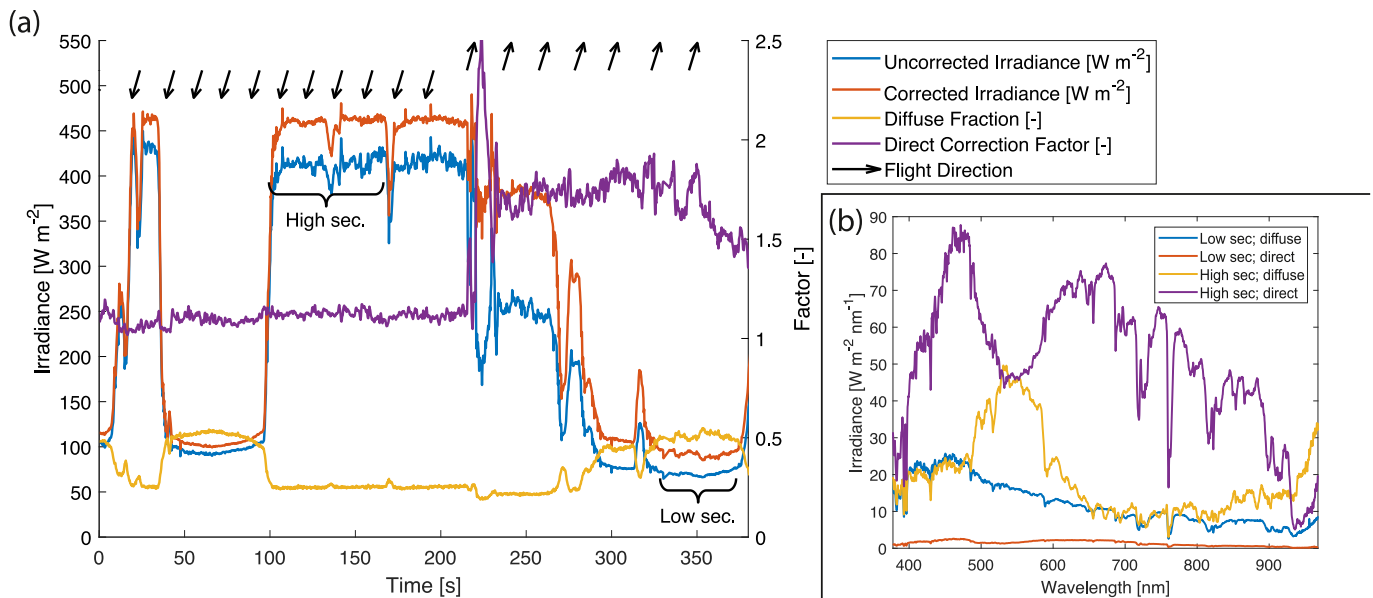 (a)
550
500
450
400
350
300
250
200
150
100
50
0
Irradiance [W m-2]
0
50
100
150
200
250
300
350
Time [s]
2.5
2
1.5
1
0.5
0
Factor [-]
High sec.
Low sec.
Uncorrected Irradiance [W m-2]
Corrected Irradiance [W m-2]
Diffuse Fraction [-]
Direct Correction Factor [-]
Flight Direction
(b)
90
80
70
60
50
40
30
20
10
0
Irradiance [W m-2 nm-1]
400
500
600
700
800
900
Wavelength [nm]
Low sec; diffuse
Low sec; direct
High sec; diffuse
High sec; direct